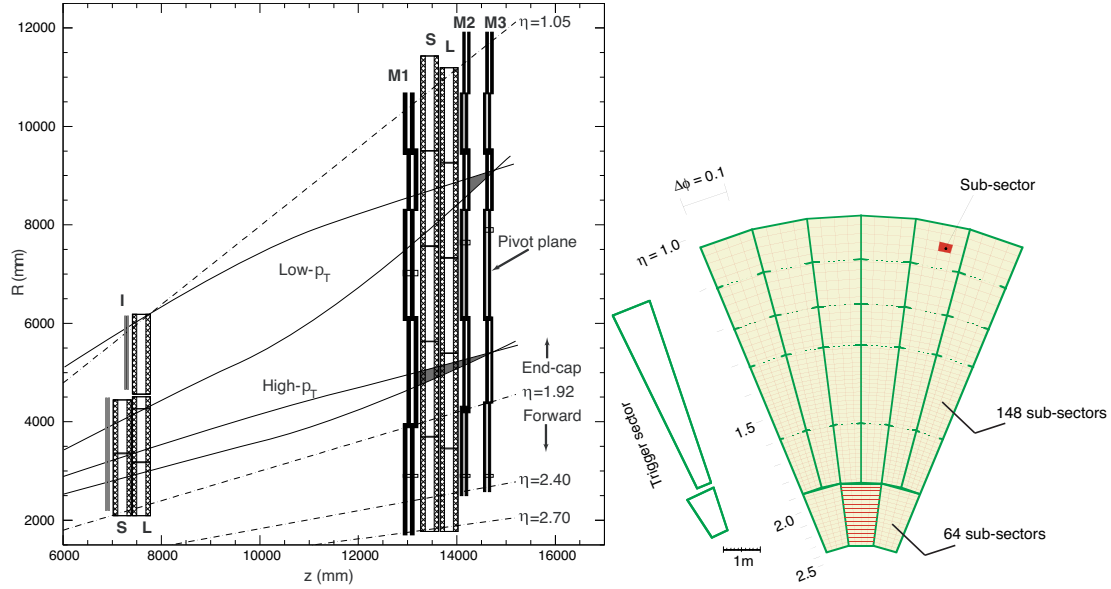 12000
10000
8000
6000
4000
2000
R (mm)
6000
8000
10000
12000
14000
16000
z (mm)
M1
S
L
M2
M3
η=1.05
I
Low-pT
High-pT
Pivot plane
End-cap
η=1.92
Forward
η=2.40
η=2.70
S
L
Δϕ = 0.1
η = 1.0
1.5
2.0
2.5
Sub-sector
Trigger sector
148 sub-sectors
64 sub-sectors
1m